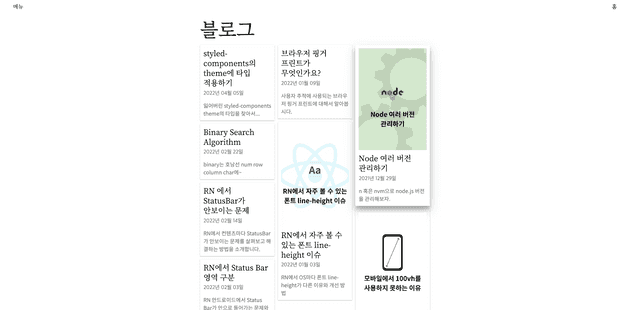 메뉴
홈
블로그
styled-
components의
theme에 타입
적용하기
2022년 04월 05일
잃어버린 styled-components
theme의 타입을 찾아서...
Binary Search
Algorithm
2022년 02월 22일
binary는 호남선 num row
column char에~
RN 에서
StatusBar가
안보이는 문제
2022년 02월 14일
RN에서 컨텐츠마다 StatusBar
가 안보이는 문제를 살펴보고 해
결하는 방법을 소개합니다.
RN에서 Status Bar
영역 구분
2022년 02월 03일
RN 안드로이드에서 Status
Bar가 안으로 들어가는 문제와
브라우저 핑거
프린트가
무엇인가요?
2022년 01월 09일
사용자 추적에 사용되는 브라우
저 핑거 프린트에 대해서 알아봅
시다.
Aa
RN에서 자주 볼 수 있는
폰트 line-height 이슈
RN에서 자주 볼 수
있는 폰트 line-
height 이슈
2022년 01월 03일
RN에서 OS마다 폰트 line-
height가 다른 이유와 개선 방
법
node
Node 여러 버전
관리하기
Node 여러 버전
관리하기
2021년 12월 29일
n 혹은 nvm으로 node.js 버전
을 관리해보자.
모바일에서 100vh를
사용하지 못하는 이유